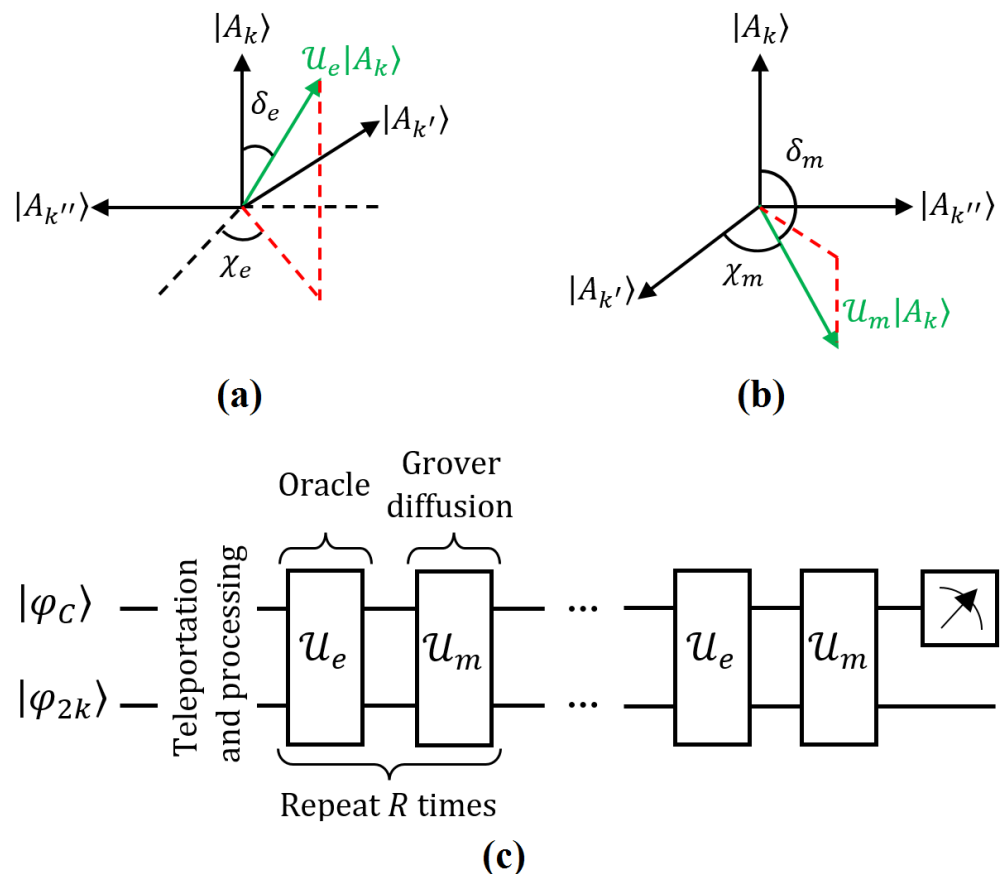 |A_k⟩
𝒰_e|A_k⟩
δ_e
|A_k′⟩
|A_k″⟩
χ_e
(a)
|A_k⟩
δ_m
|A_k″⟩
|A_k′⟩
χ_m
𝒰_m|A_k⟩
(b)
Oracle
Grover
diffusion
Teleportation
and processing
|φ_C⟩
|φ_2k⟩
𝒰_e
𝒰_m
...
...
𝒰_e
𝒰_m
Repeat R times
(c)